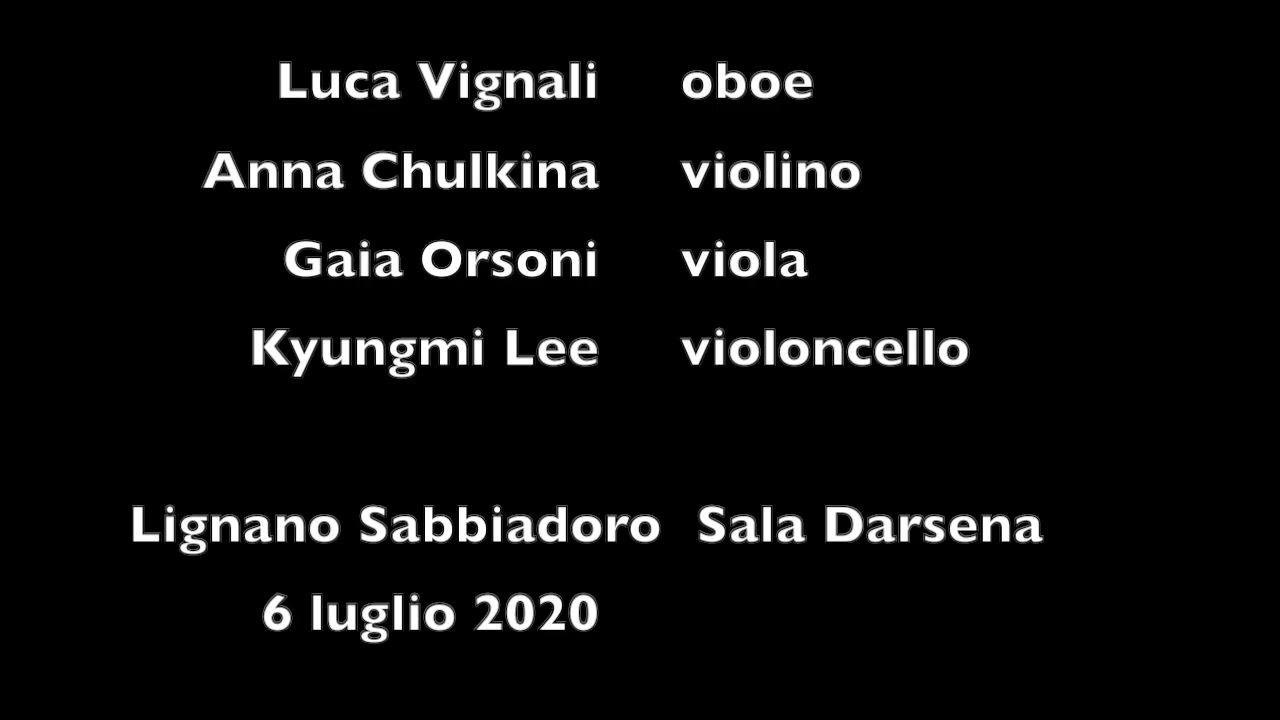 Luca Vignali oboe
Anna Chulkina violino
Gaia Orsoni viola
Kyungmi Lee violoncello
Lignano Sabbiadoro Sala Darsena
6 luglio 2020